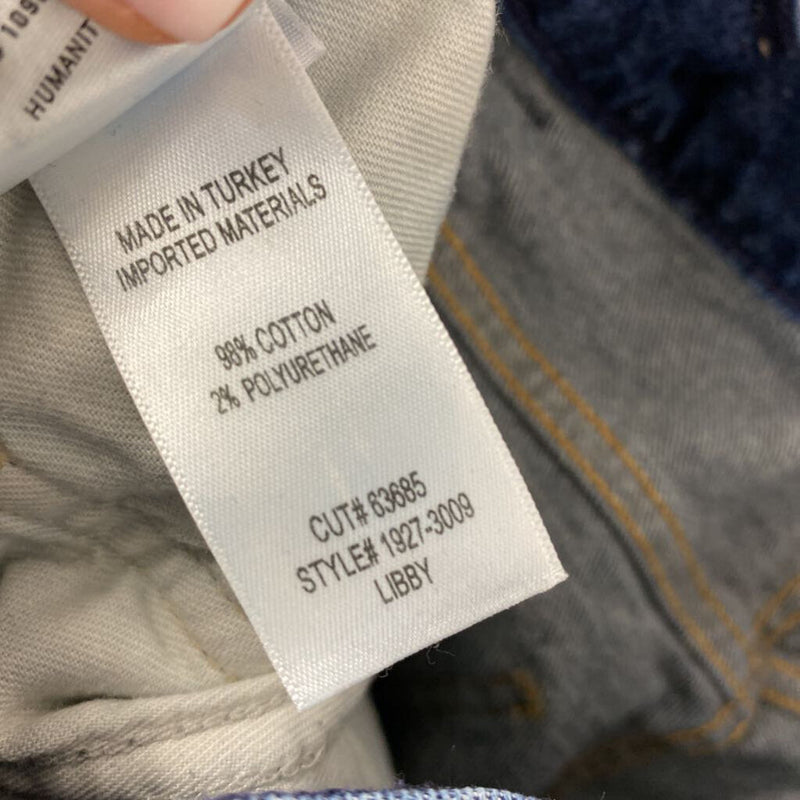 HUMANIT
MADE IN TURKEY
IMPORTED MATERIALS
98% COTTON
2% POLYURETHANE
CUT# 63685
STYLE# 1927-3009
LIBBY